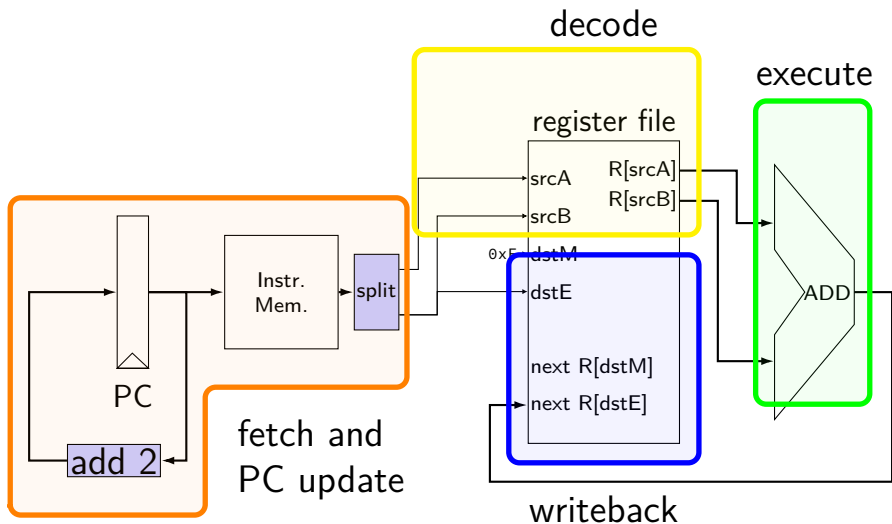 decode
execute
register file
srcA
R[srcA]
srcB
R[srcB]
0xF
dstM
Instr.
Mem.
split
dstE
ADD
PC
next R[dstM]
next R[dstE]
add 2
fetch and
PC update
writeback